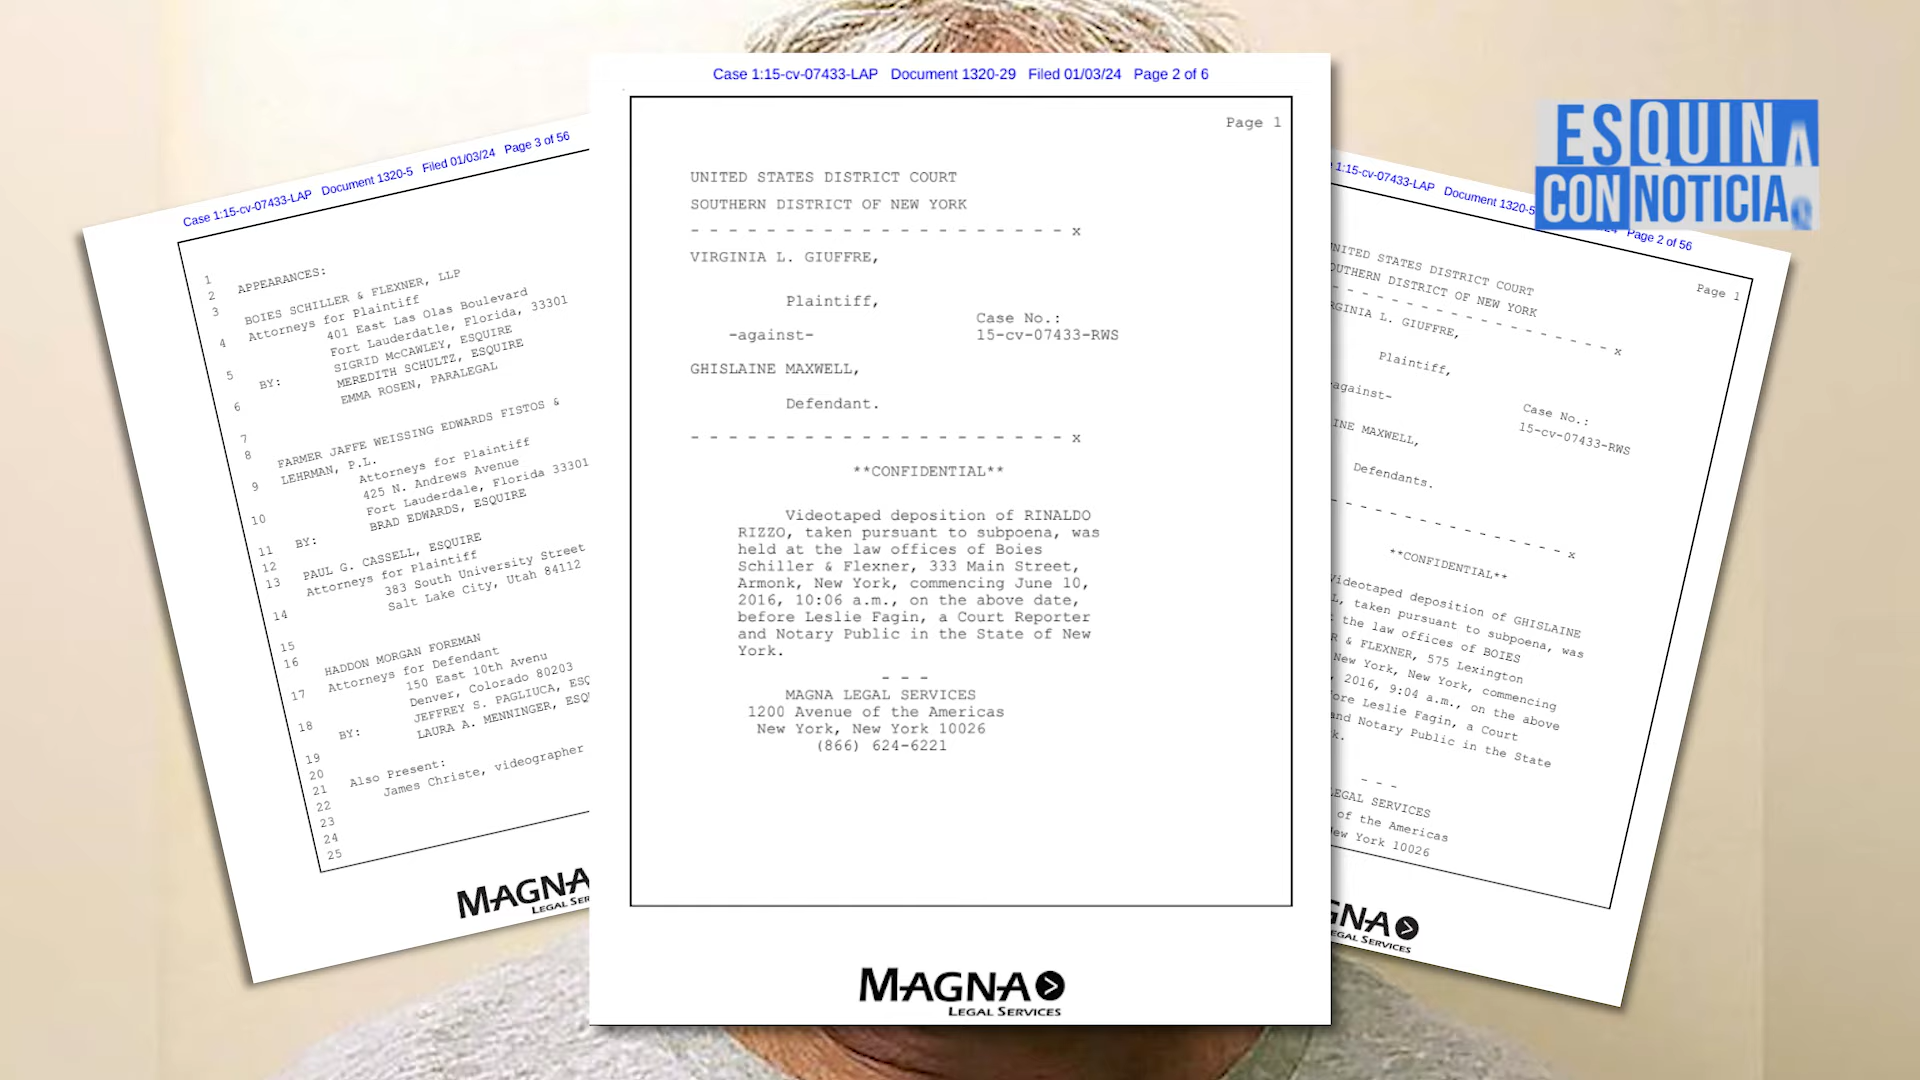 Case 1:15-cv-07433-LAP Document 1320-5 Filed 01/03/24 Page 3 of 56
1
2 APPEARANCES:
3
BOIES SCHILLER & FLEXNER, LLP
Attorneys for Plaintiff
4 401 East Las Olas Boulevard
Fort Lauderdatle, Florida, 33301
5 SIGRID McCAWLEY, ESQUIRE
BY: MEREDITH SCHULTZ, ESQUIRE
6 EMMA ROSEN, PARALEGAL
7
8 FARMER JAFFE WEISSING EDWARDS FISTOS &
9 LEHRMAN, P.L.
Attorneys for Plaintiff
10 425 N. Andrews Avenue
Fort Lauderdale, Florida 33301
11 BY: BRAD EDWARDS, ESQUIRE
12
13 PAUL G. CASSELL, ESQUIRE
Attorneys for Plaintiff
14 383 South University Street
Salt Lake City, Utah 84112
15
16 HADDON MORGAN FOREMAN
Attorneys for Defendant
17 150 East 10th Avenu
Denver, Colorado 80203
18 BY: JEFFREY S. PAGLIUCA, ESQ
LAURA A. MENNINGER, ESQ
19
20 Also Present:
21 James Christe, videographer
22
23
24
25
MAGNA
LEGAL SER
Case 1:15-cv-07433-LAP Document 1320-29 Filed 01/03/24 Page 2 of 6
Page 1
UNITED STATES DISTRICT COURT
SOUTHERN DISTRICT OF NEW YORK
- - - - - - - - - - - - - - - - - - - - x
VIRGINIA L. GIUFFRE,
Plaintiff,
Case No.:
-against- 15-cv-07433-RWS
GHISLAINE MAXWELL,
Defendant.
- - - - - - - - - - - - - - - - - - - - x
**CONFIDENTIAL**
Videotaped deposition of RINALDO
RIZZO, taken pursuant to subpoena, was
held at the law offices of Boies
Schiller & Flexner, 333 Main Street,
Armonk, New York, commencing June 10,
2016, 10:06 a.m., on the above date,
before Leslie Fagin, a Court Reporter
and Notary Public in the State of New
York.
- - -
MAGNA LEGAL SERVICES
1200 Avenue of the Americas
New York, New York 10026
(866) 624-6221
MAGNA
LEGAL SERVICES
ESQUINA
CON NOTICIA
1:15-cv-07433-LAP Document 1320-5 24 Page 2 of 56
Page 1
NITED STATES DISTRICT COURT
OUTHERN DISTRICT OF NEW YORK
- - - - - - - - - - - - - - - x
RGINIA L. GIUFFRE,
Plaintiff,
against-
Case No.:
15-cv-07433-RWS
INE MAXWELL,
Defendants.
- - - - - - - - - - - - - x
**CONFIDENTIAL**
Videotaped deposition of GHISLAINE
L, taken pursuant to subpoena, was
the law offices of BOIES
R & FLEXNER, 575 Lexington
New York, New York, commencing
, 2016, 9:04 a.m., on the above
ore Leslie Fagin, a Court
and Notary Public in the State
k.
- - -
LEGAL SERVICES
of the Americas
ew York 10026
GNA
EGAL SERVICES